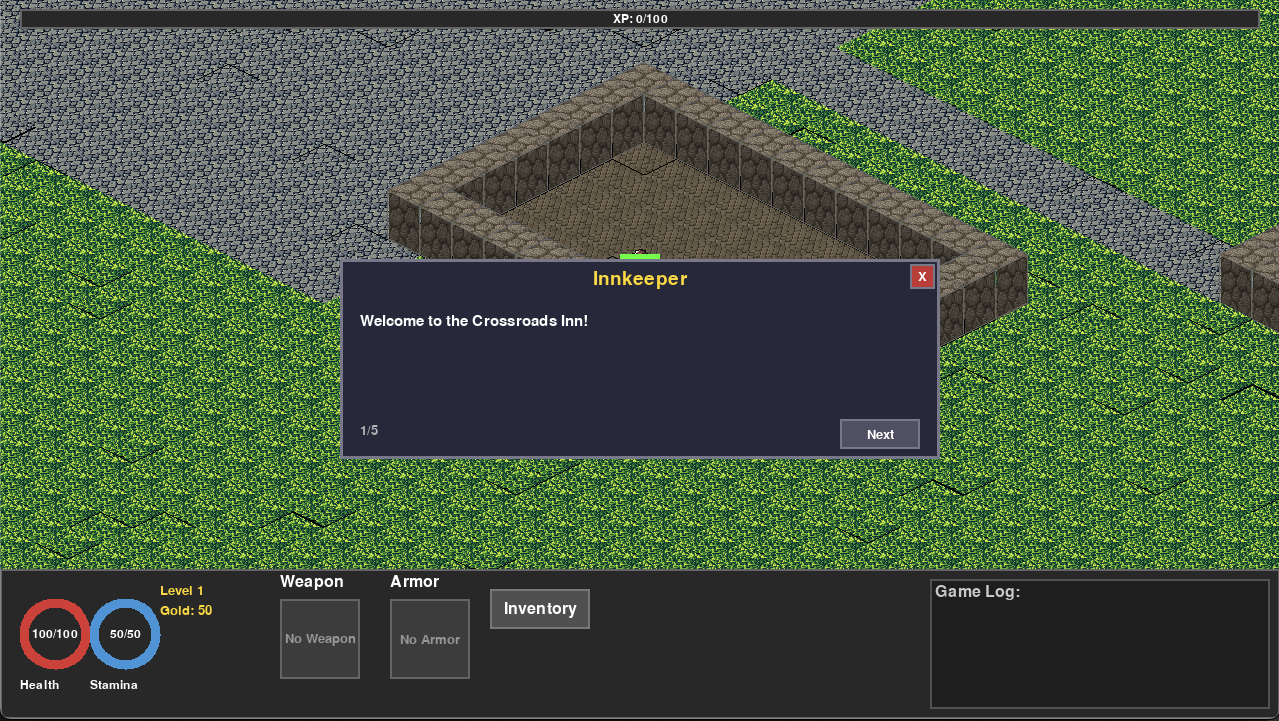 XP: 0/100
Innkeeper
X
Welcome to the Crossroads Inn!
1/5
Next
Level 1
Gold: 50
100/100
50/50
Health
Stamina
Weapon
No Weapon
Armor
No Armor
Inventory
Game Log: